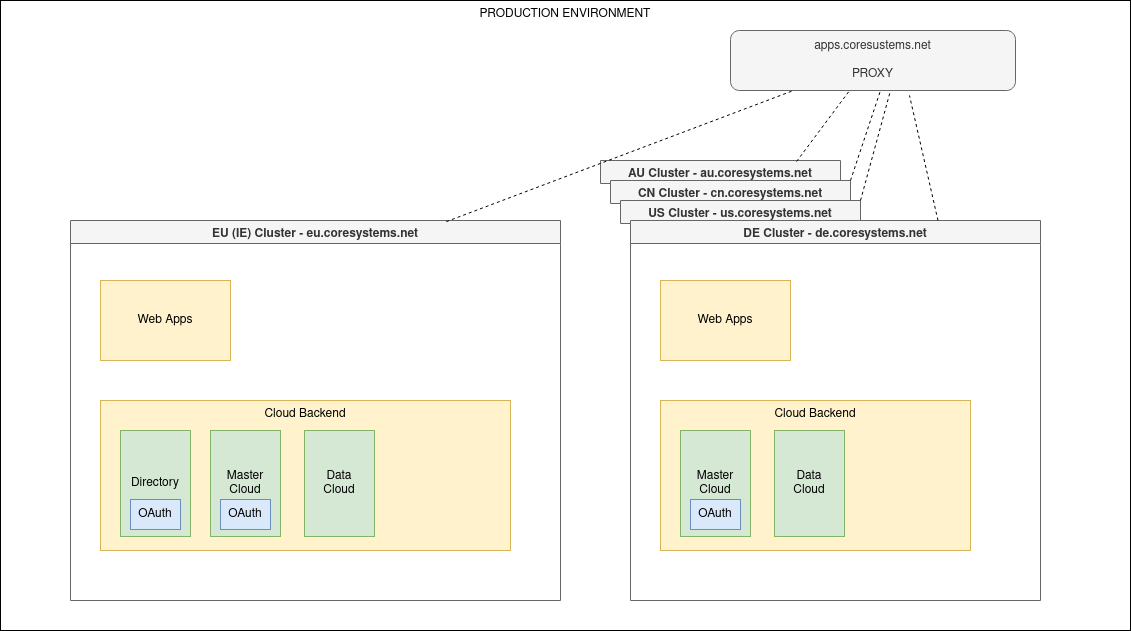 PRODUCTION ENVIRONMENT
apps.coresustems.net
PROXY
AU Cluster - au.coresystems.net
CN Cluster - cn.coresystems.net
US Cluster - us.coresystems.net
EU (IE) Cluster - eu.coresystems.net
DE Cluster - de.coresystems.net
Web Apps
Web Apps
Cloud Backend
Directory
OAuth
Master
Cloud
OAuth
Data
Cloud
Cloud Backend
Master
Cloud
OAuth
Data
Cloud